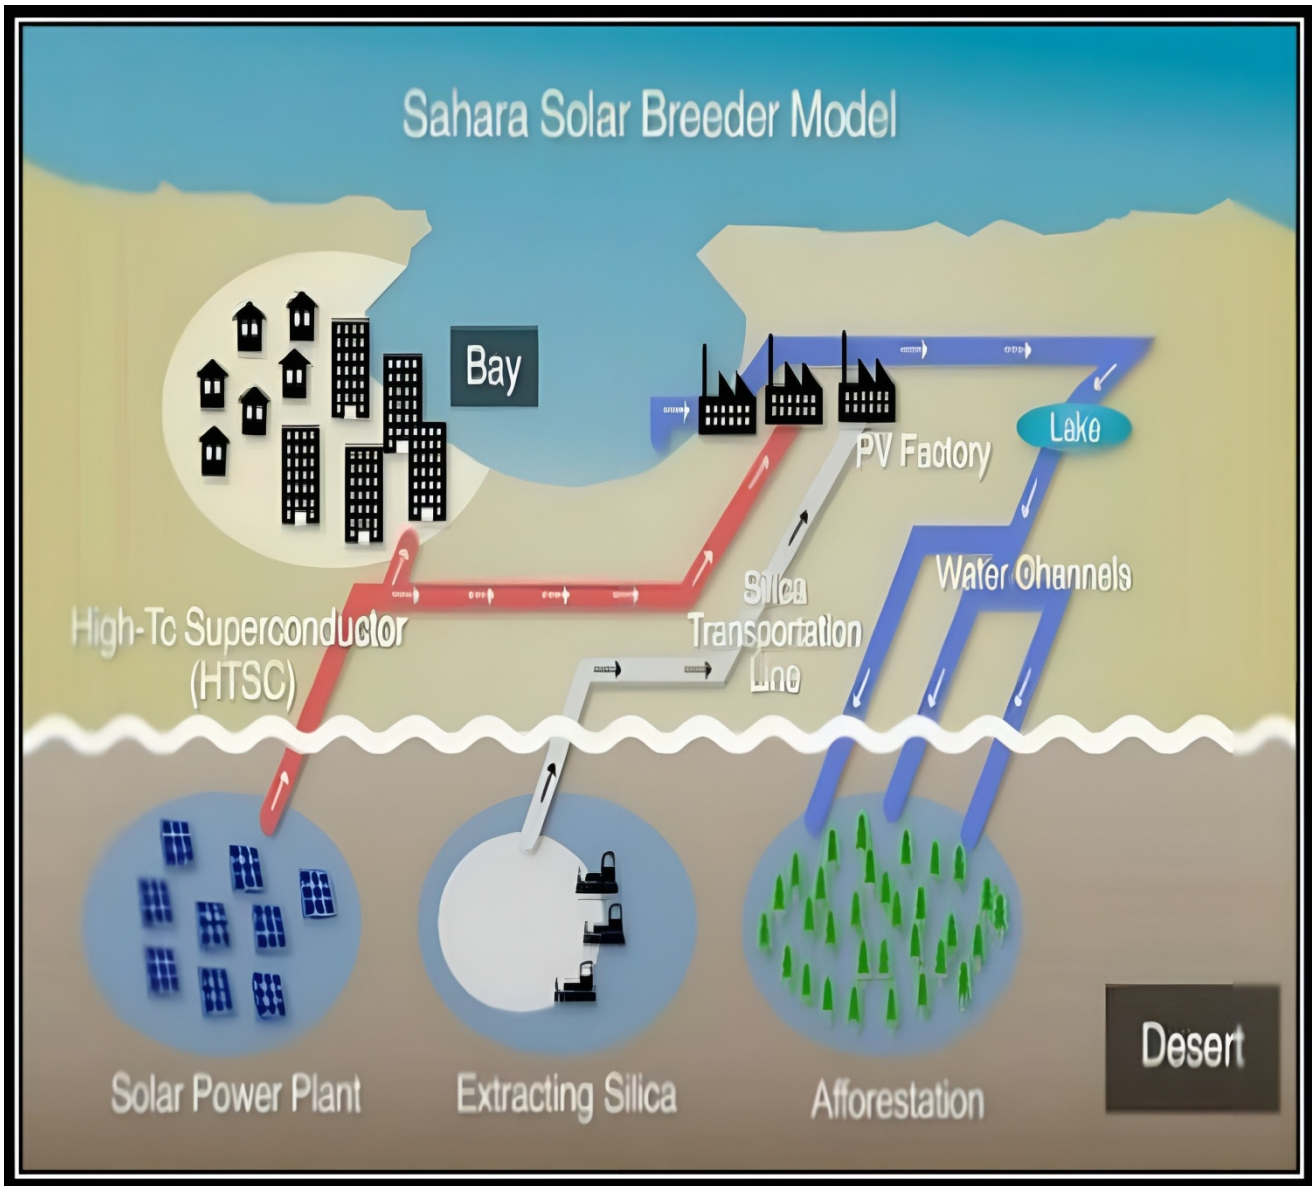 Sahara Solar Breeder Model
Bay
Lake
PV Factory
Water Channels
Silica
Transportation
Line
High-Tc Superconductor
(HTSC)
Solar Power Plant
Extracting Silica
Afforestation
Desert